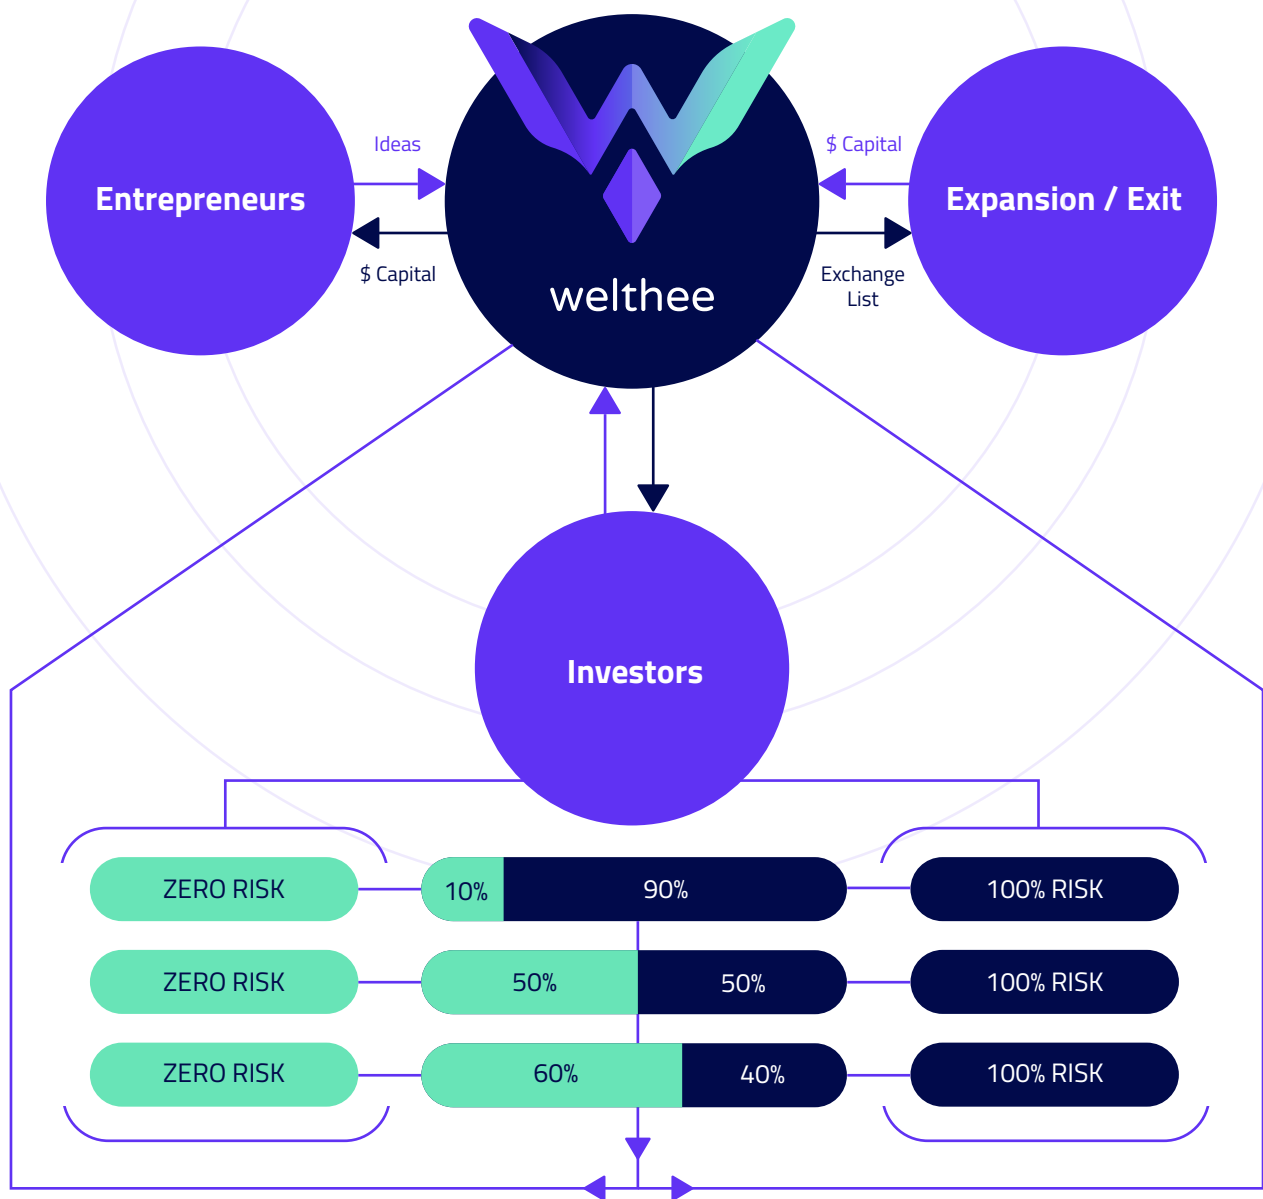 Ideas
$ Capital
Entrepreneurs
Expansion / Exit
$ Capital
Exchange
List
welthee
Investors
ZERO RISK
10%
90%
100% RISK
ZERO RISK
50%
50%
100% RISK
ZERO RISK
60%
40%
100% RISK